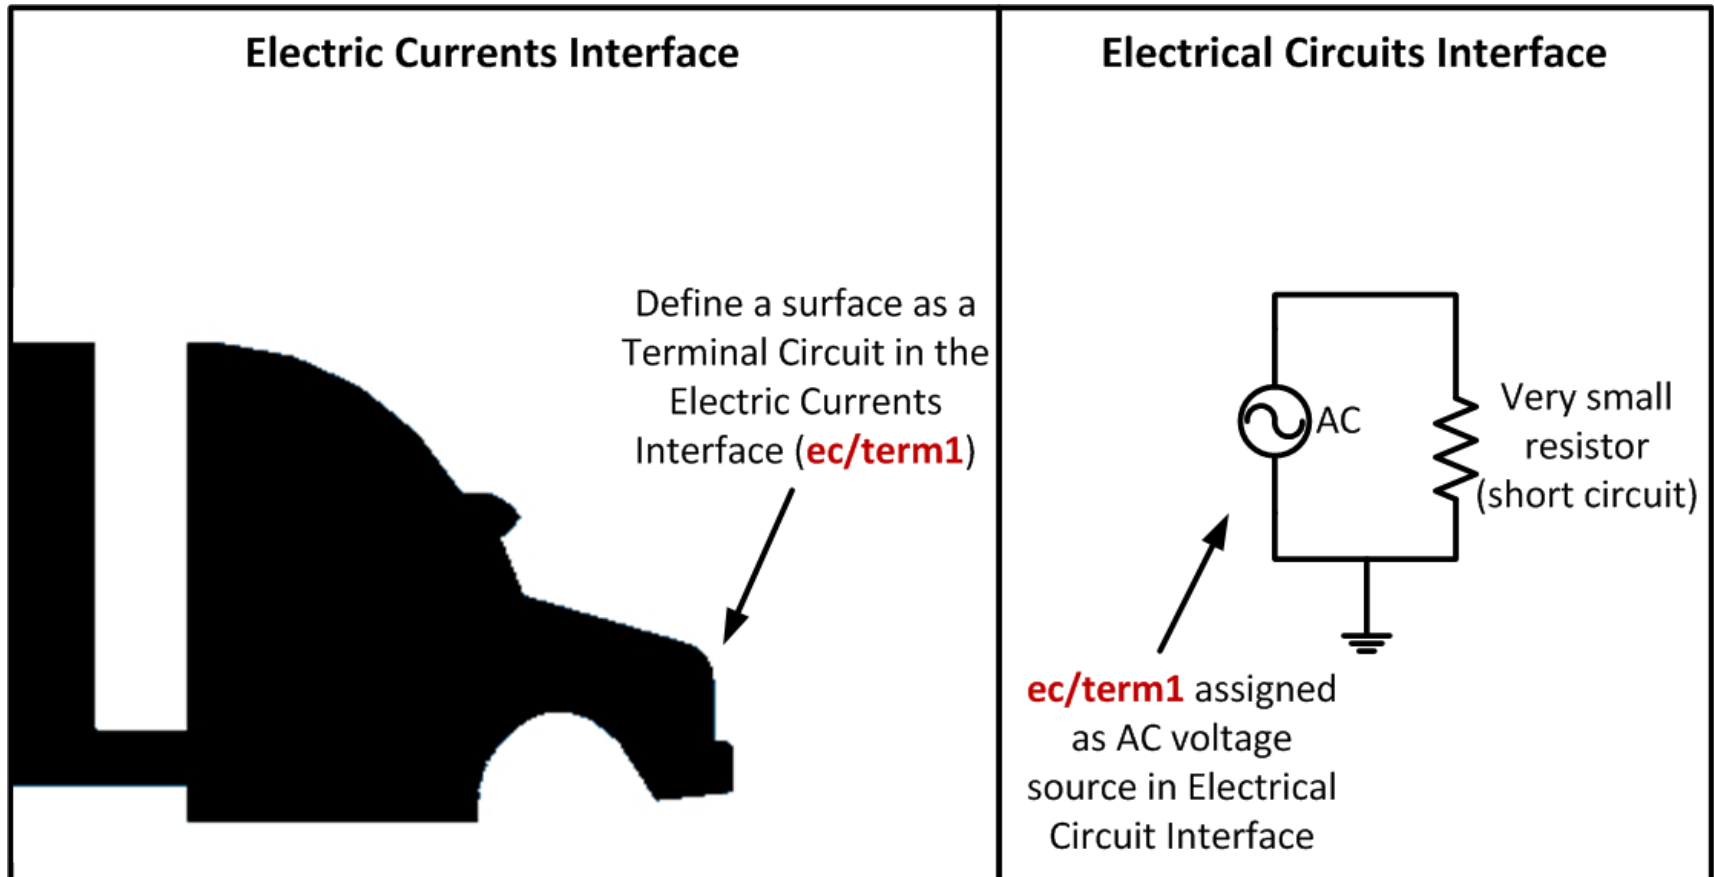 Electric Currents Interface
Define a surface as a
Terminal Circuit in the
Electric Currents
Interface (ec/term1)
Electrical Circuits Interface
AC
Very small
resistor
(short circuit)
ec/term1 assigned
as AC voltage
source in Electrical
Circuit Interface